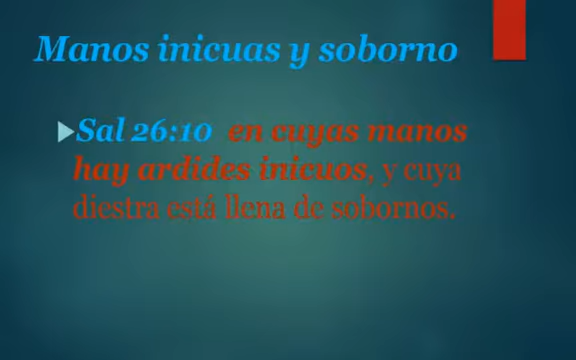 Manos inicuas y soborno
Sal 26:10 en cuyas manos
hay ardides inicuos, y cuya
diestra está llena de sobornos.